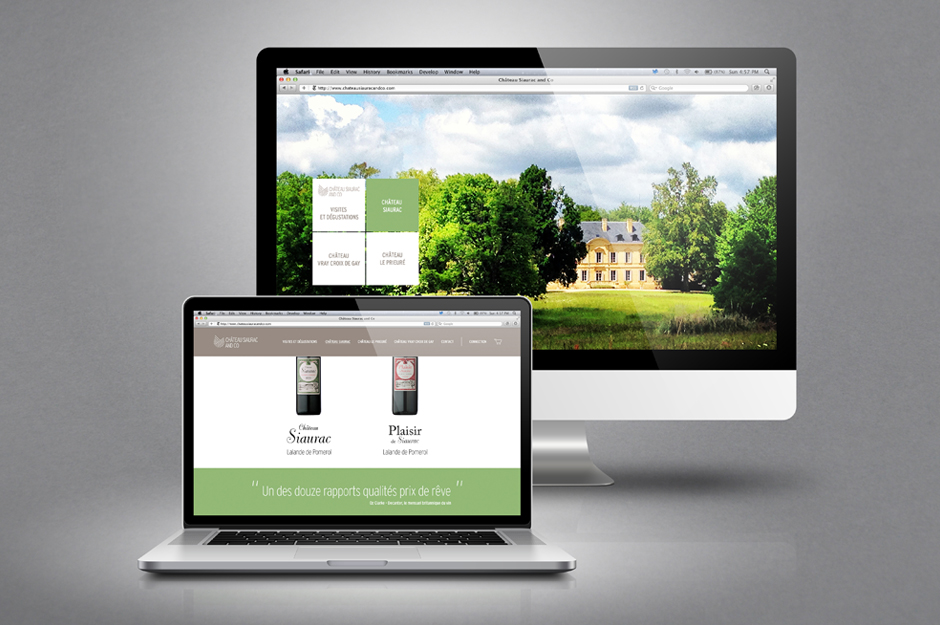 Safari File Edit View History Bookmarks Develop Window Help
Sun 4:57 PM
Château Siaurac and Co
http://www.chateausiauracandco.com
Google
CHÂTEAU SIAURAC
AND CO
VISITES
ET DÉGUSTATIONS
CHÂTEAU
SIAURAC
CHÂTEAU
VRAY CROIX DE GAY
CHÂTEAU
LE PRIEURÉ
Safari File Edit View History Bookmarks Develop Window Help
Château Siaurac and Co
CHÂTEAU SIAURAC
AND CO
VISITES ET DÉGUSTATIONS CHÂTEAU SIAURAC CHÂTEAU LE PRIEURÉ CHÂTEAU VRAY CROIX DE GAY CONTACT CONNECTION
Siaurac
Plaisir
Château
Siaurac
Lalande de Pomerol
Plaisir
de Siaurac
Lalande de Pomerol
“ Un des douze rapports qualités prix de rêve ”